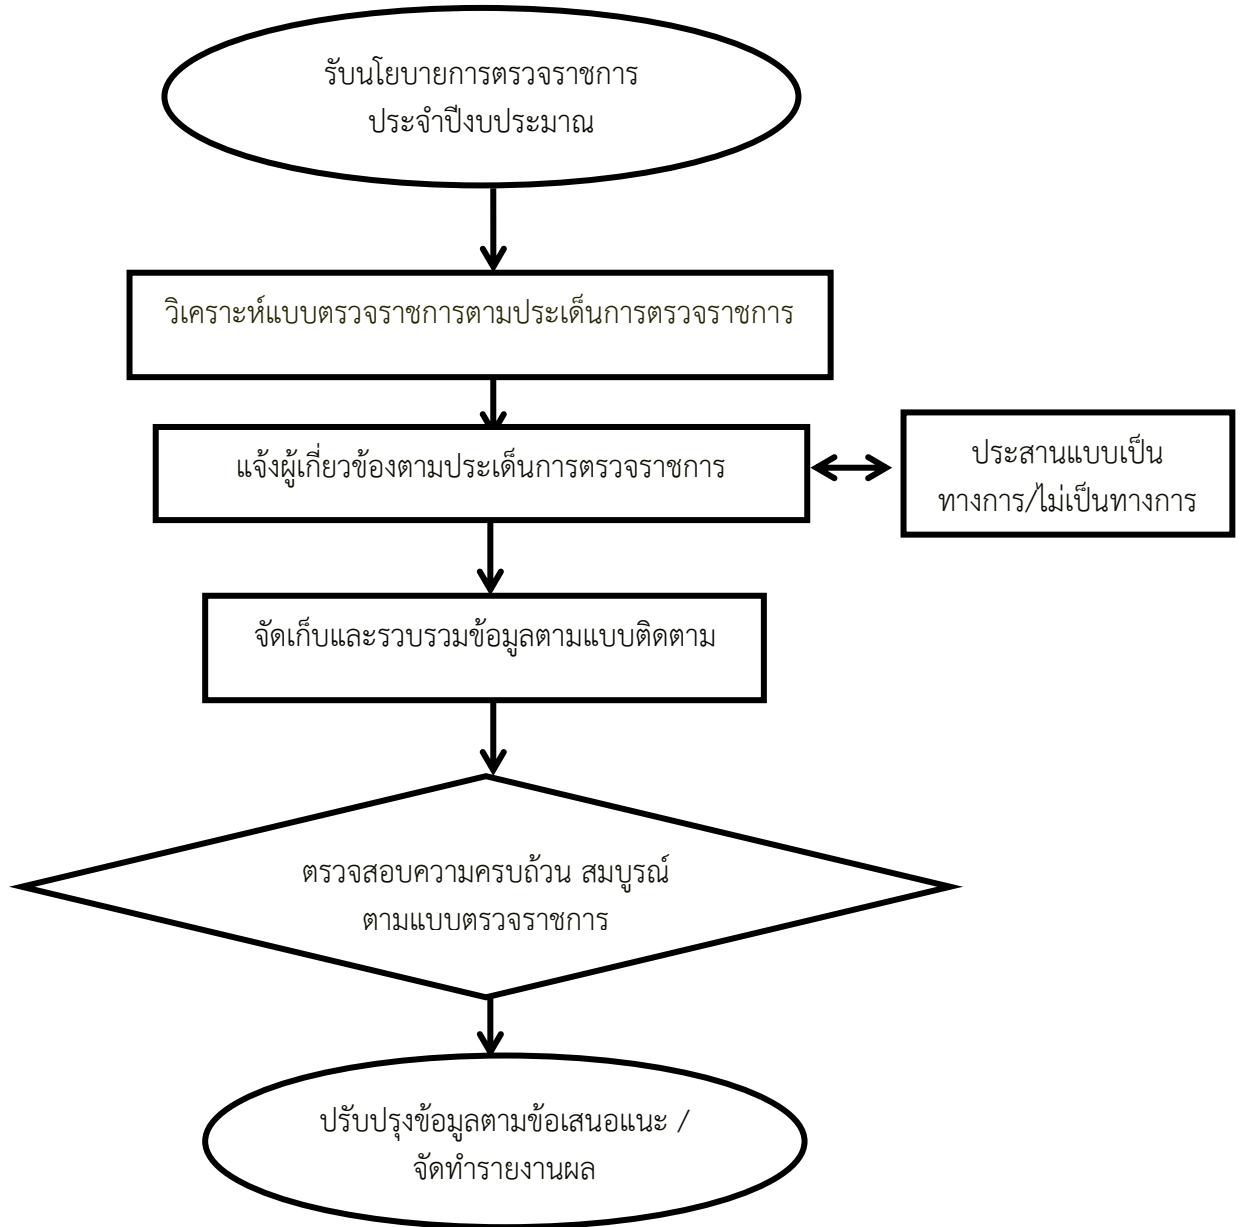 รับนโยบายการตรวจราชการ
ประจำปีงบประมาณ
วิเคราะห์แบบตรวจราชการตามประเด็นการตรวจราชการ
แจ้งผู้เกี่ยวข้องตามประเด็นการตรวจราชการ
ประสานแบบเป็น
ทางการ/ไม่เป็นทางการ
จัดเก็บและรวบรวมข้อมูลตามแบบติดตาม
ตรวจสอบความครบถ้วน สมบูรณ์
ตามแบบตรวจราชการ
ปรับปรุงข้อมูลตามข้อเสนอแนะ /
จัดทำรายงานผล